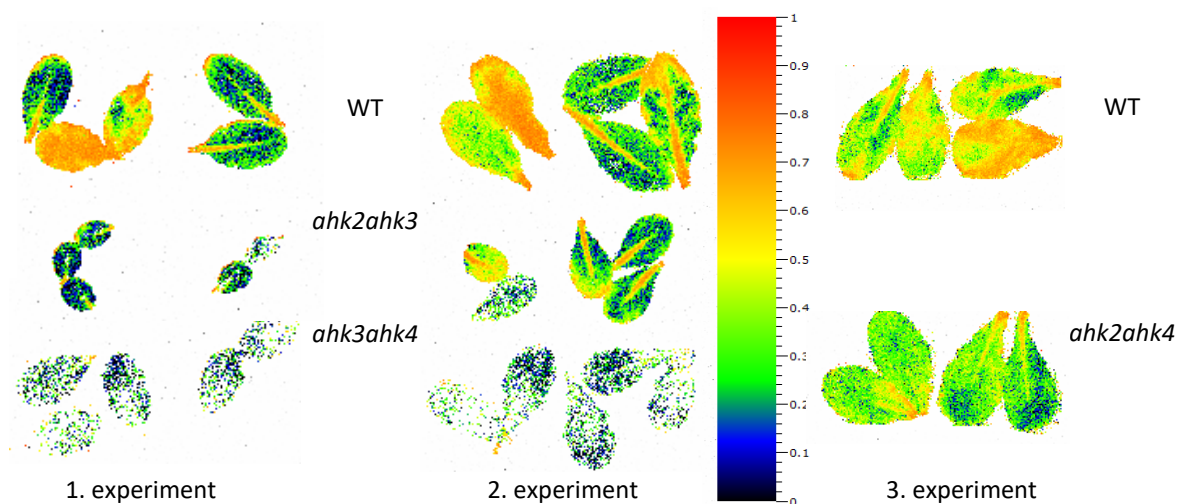 WT
ahk2ahk3
ahk3ahk4
1. experiment
2. experiment
1
0.9
0.8
0.7
0.6
0.5
0.4
0.3
0.2
0.1
0
WT
ahk2ahk4
3. experiment